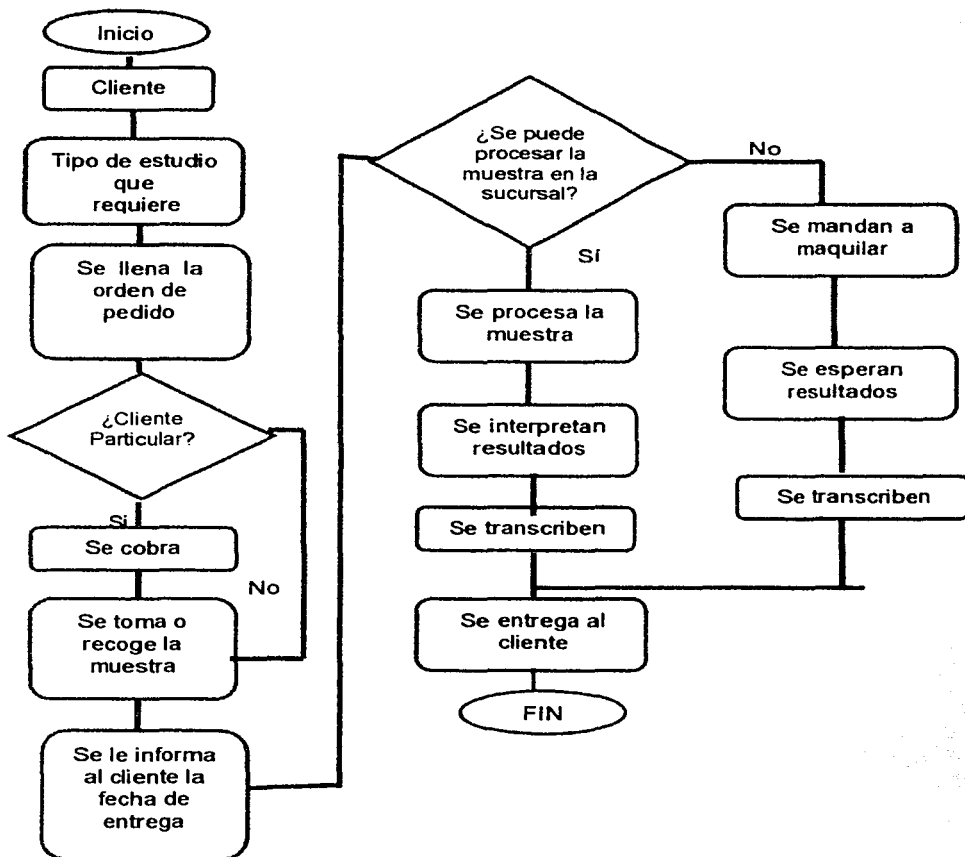 Inicio
Cliente
Tipo de estudio
que
requiere
Se llena la
orden de
pedido
¿Cliente
Particular?
Si
Se cobra
No
Se toma o
recoge la
muestra
Se le informa
al cliente la
fecha de
entrega
¿Se puede
procesar la
muestra en la
sucursal?
No
Sí
Se procesa la
muestra
Se interpretan
resultados
Se transcriben
Se mandan a
maquilar
Se esperan
resultados
Se transcriben
Se entrega al
cliente
FIN